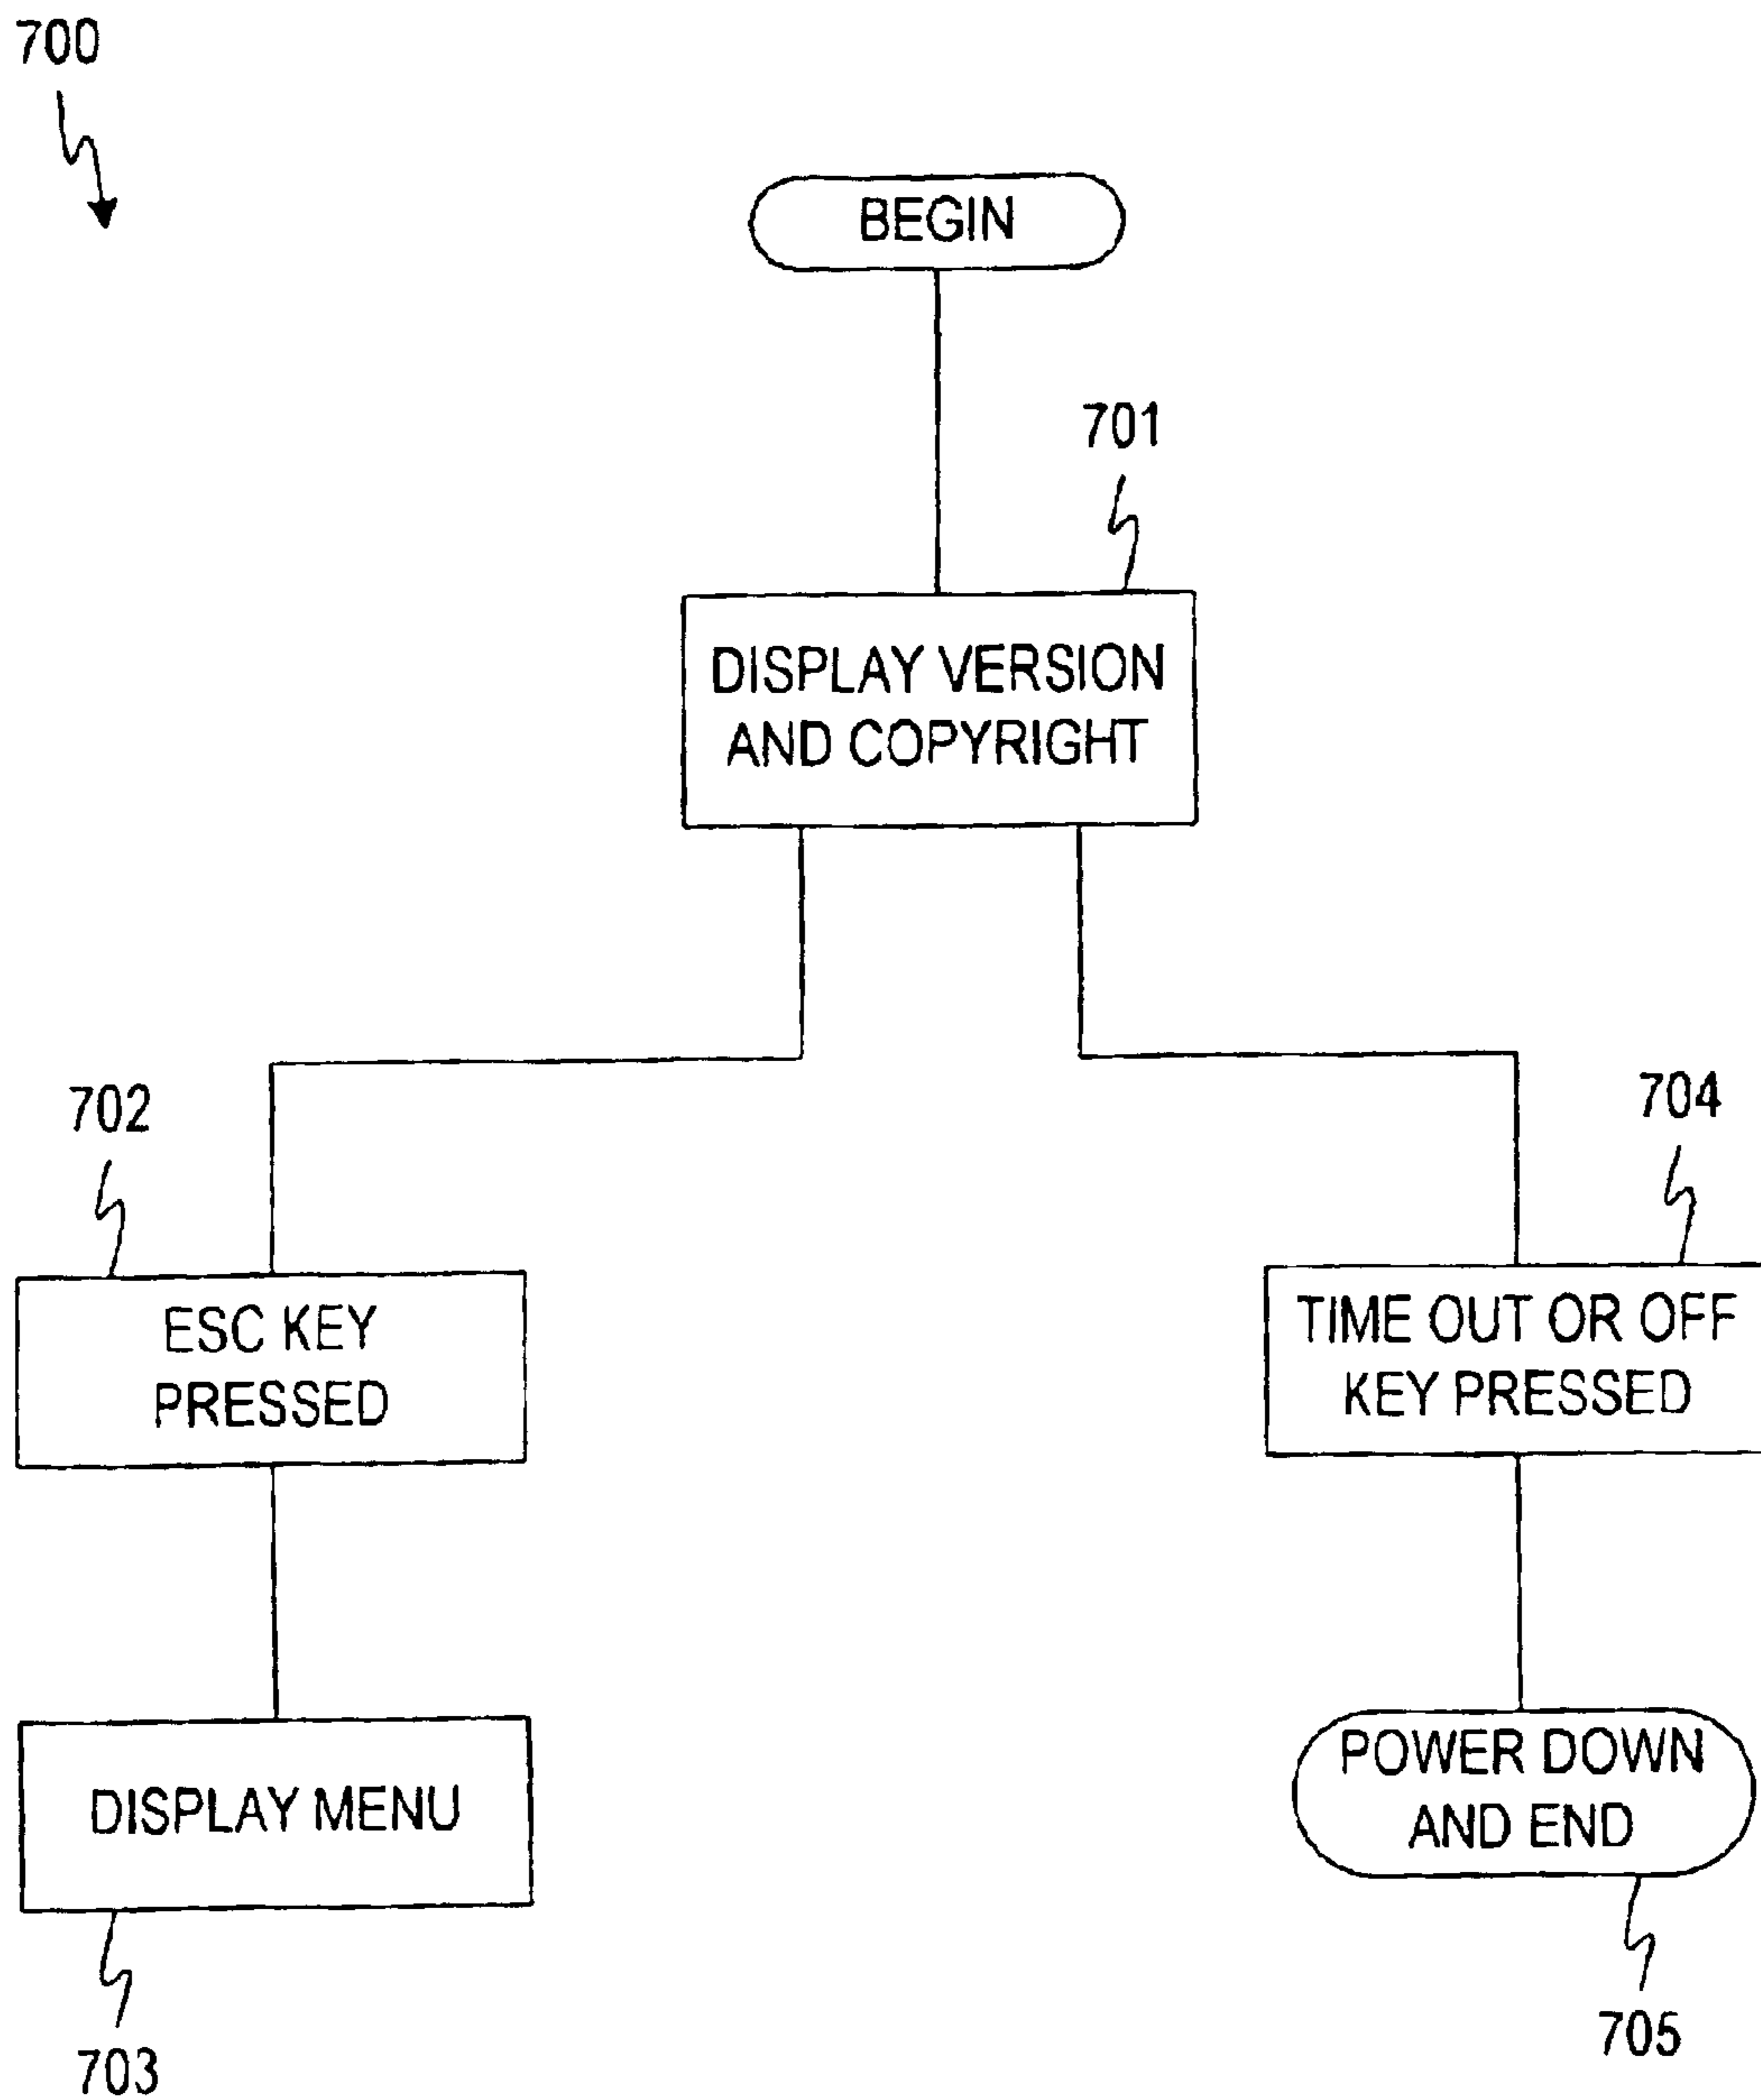 700
BEGIN
701
DISPLAY VERSION
AND COPYRIGHT
702
704
ESC KEY
PRESSED
TIME OUT OR OFF
KEY PRESSED
DISPLAY MENU
POWER DOWN
AND END
703
705